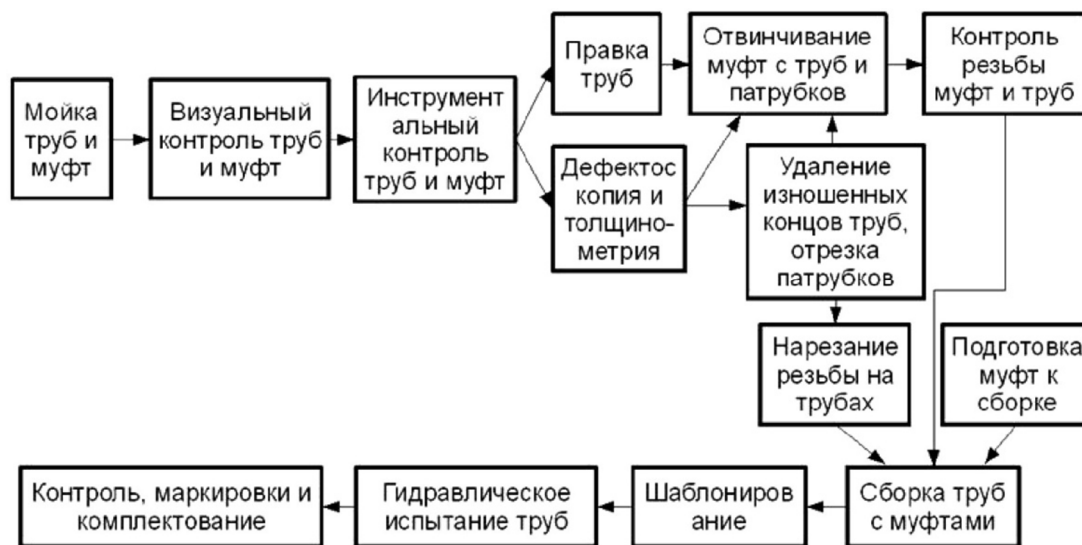 Мойка
труб и
муфт
Визуальный
контроль труб
и муфт
Инструмент
альный
контроль
труб и муфт
Правка
труб
Отвинчивание
муфт с труб и
патрубков
Контроль
резьбы
муфт и труб
Дефектос
копия и
толщино-
метрия
Удаление
изношенных
концов труб,
отрезка
патрубков
Нарезание
резьбы на
трубах
Подготовка
муфт к
сборке
Контроль, маркировки и
комплектование
Гидравлическое
испытание труб
Шаблониров
ание
Сборка труб
с муфтами